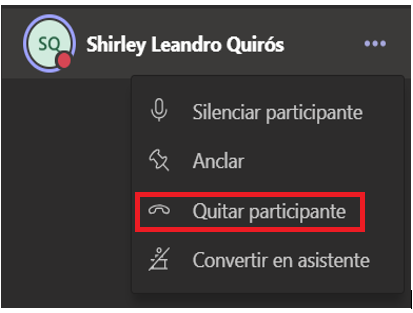 SQ Shirley Leandro Quirós
Silenciar participante
Anclar
Quitar participante
Convertir en asistente